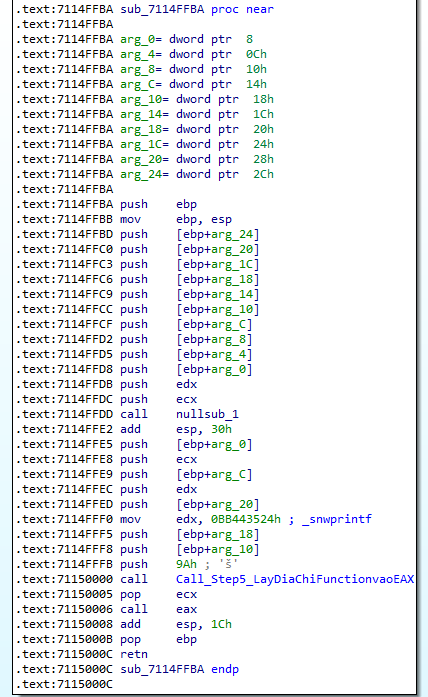 .text:7114FFBA sub_7114FFBA proc near
.text:7114FFBA
.text:7114FFBA arg_0= dword ptr  8
.text:7114FFBA arg_4= dword ptr  0Ch
.text:7114FFBA arg_8= dword ptr  10h
.text:7114FFBA arg_C= dword ptr  14h
.text:7114FFBA arg_10= dword ptr  18h
.text:7114FFBA arg_14= dword ptr  1Ch
.text:7114FFBA arg_18= dword ptr  20h
.text:7114FFBA arg_1C= dword ptr  24h
.text:7114FFBA arg_20= dword ptr  28h
.text:7114FFBA arg_24= dword ptr  2Ch
.text:7114FFBA
.text:7114FFBA push    ebp
.text:7114FFBB mov     ebp, esp
.text:7114FFBD push    [ebp+arg_24]
.text:7114FFC0 push    [ebp+arg_20]
.text:7114FFC3 push    [ebp+arg_1C]
.text:7114FFC6 push    [ebp+arg_18]
.text:7114FFC9 push    [ebp+arg_14]
.text:7114FFCC push    [ebp+arg_10]
.text:7114FFCF push    [ebp+arg_C]
.text:7114FFD2 push    [ebp+arg_8]
.text:7114FFD5 push    [ebp+arg_4]
.text:7114FFD8 push    [ebp+arg_0]
.text:7114FFDB push    edx
.text:7114FFDC push    ecx
.text:7114FFDD call    nullsub_1
.text:7114FFE2 add     esp, 30h
.text:7114FFE5 push    [ebp+arg_0]
.text:7114FFE8 push    ecx
.text:7114FFE9 push    [ebp+arg_C]
.text:7114FFEC push    edx
.text:7114FFED push    [ebp+arg_20]
.text:7114FFF0 mov     edx, 0BB443524h ; _snwprintf
.text:7114FFF5 push    [ebp+arg_18]
.text:7114FFF8 push    [ebp+arg_10]
.text:7114FFFB push    9Ah ; 'š'
.text:71150000 call    Call_Step5_LayDiaChiFunctionvaoEAX
.text:71150005 pop     ecx
.text:71150006 call    eax
.text:71150008 add     esp, 1Ch
.text:7115000B pop     ebp
.text:7115000C retn
.text:7115000C sub_7114FFBA endp
.text:7115000C